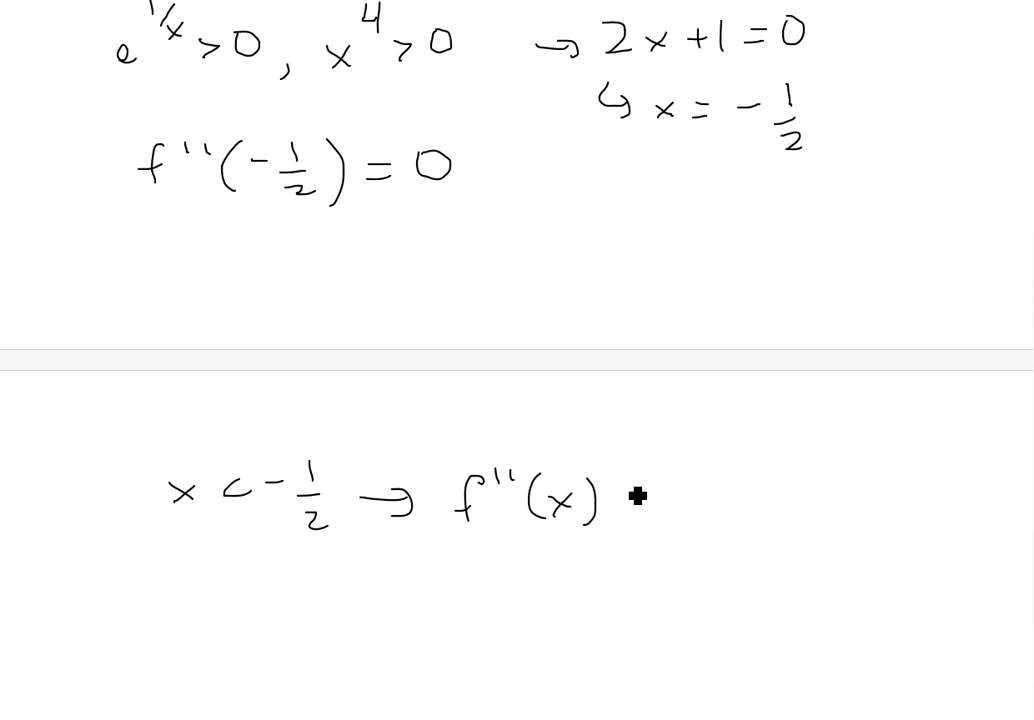 e^{1/x} > 0, x^4 > 0 → 2x + 1 = 0
↳ x = -1/2
f''(-1/2) = 0
x < -1/2 → f''(x)